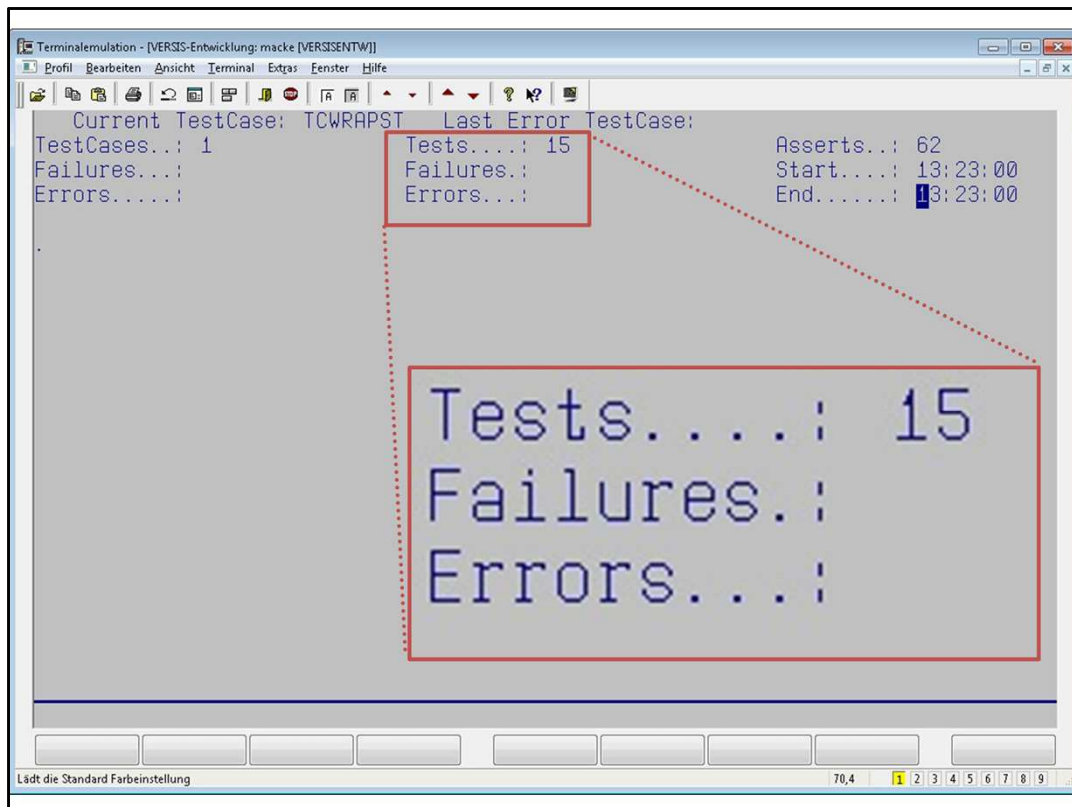 Terminalemulation - [VERSIS-Entwicklung: macke [VERSISENTW]]
Profil Bearbeiten Ansicht Terminal Extras Fenster Hilfe
Current TestCase: TCWRAPST Last Error TestCase:
TestCases..: 1 Tests....: 15 Asserts..: 62
Failures...: Failures.: Start....: 13:23:00
Errors.....: Errors...: End......: 13:23:00
.
Tests....: 15
Failures.:
Errors...:
Lädt die Standard Farbeinstellung 70,4 1 2 3 4 5 6 7 8 9